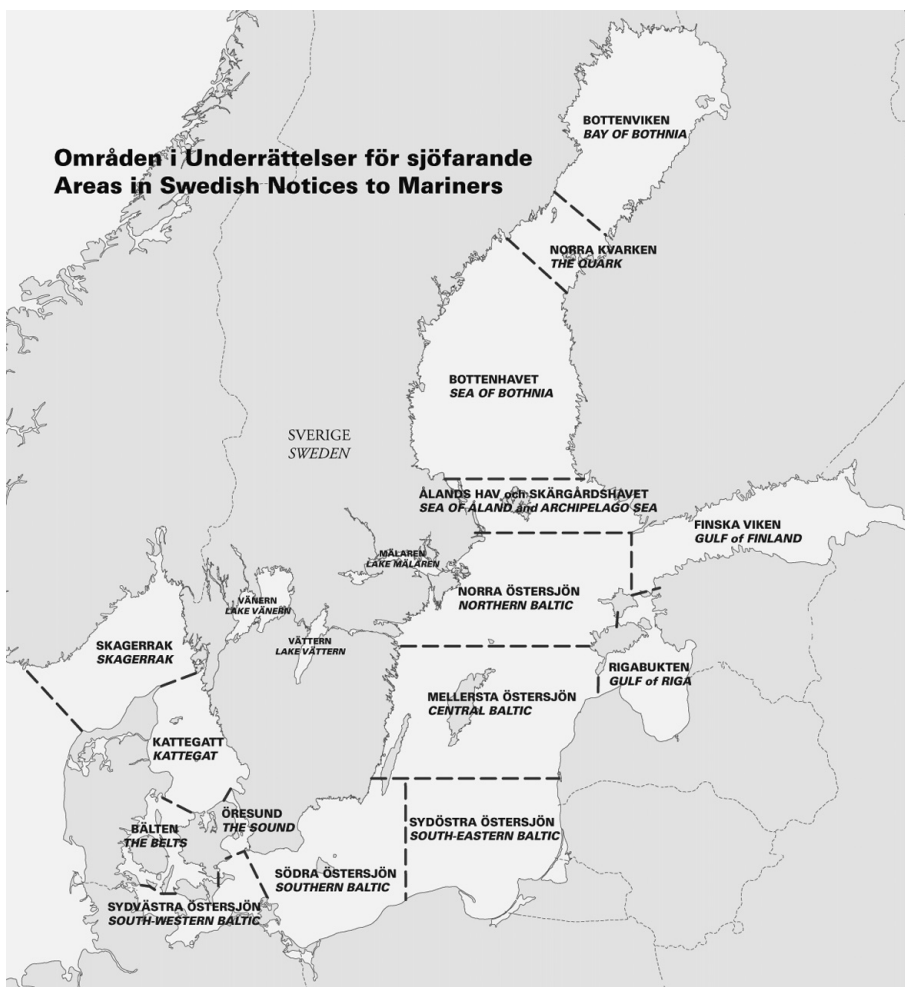 Områden i Underrättelser för sjöfarande
Areas in Swedish Notices to Mariners
BOTTENVIKEN
BAY OF BOTHNIA
NORRA KVARKEN
THE QUARK
BOTTENHAVET
SEA OF BOTHNIA
SVERIGE
SWEDEN
ÅLANDS HAV och SKÄRGÅRDSHAVET
SEA OF ÅLAND and ARCHIPELAGO SEA
FINSKA VIKEN
GULF of FINLAND
MÄLAREN
LAKE MÄLAREN
NORRA ÖSTERSJÖN
NORTHERN BALTIC
VÄNERN
LAKE VÄNERN
VÄTTERN
LAKE VÄTTERN
SKAGERRAK
SKAGERRAK
RIGABUKTEN
GULF of RIGA
MELLERSTA ÖSTERSJÖN
CENTRAL BALTIC
KATTEGATT
KATTEGAT
ÖRESUND
THE SOUND
BÄLTEN
THE BELTS
SYDÖSTRA ÖSTERSJÖN
SOUTH-EASTERN BALTIC
SÖDRA ÖSTERSJÖN
SOUTHERN BALTIC
SYDVÄSTRA ÖSTERSJÖN
SOUTH-WESTERN BALTIC